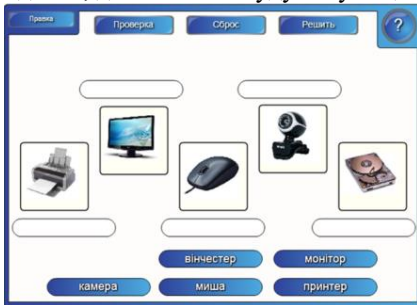 Правка
Проверка
Сброс
Решить
?
вінчестер
монітор
камера
миша
принтер